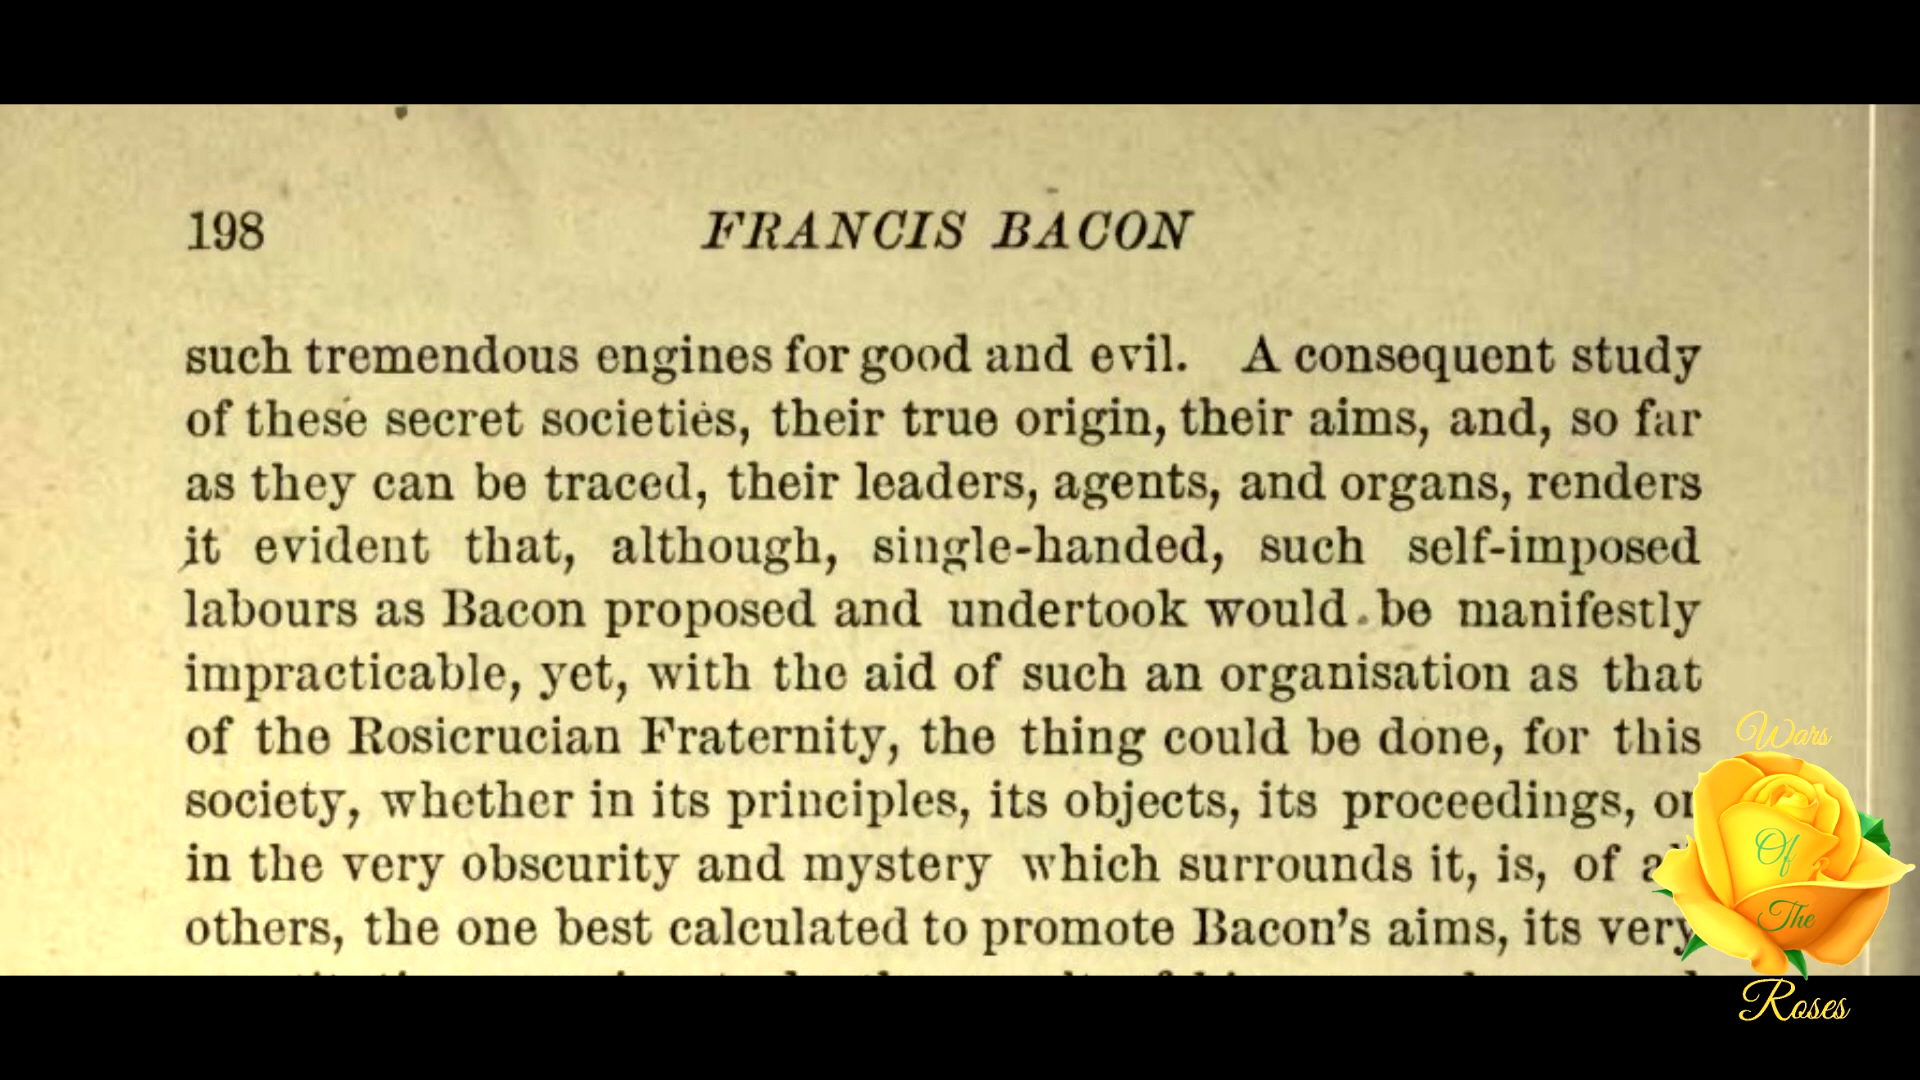 198 FRANCIS BACON
such tremendous engines for good and evil. A consequent study
of these secret societies, their true origin, their aims, and, so far
as they can be traced, their leaders, agents, and organs, renders
it evident that, although, single-handed, such self-imposed
labours as Bacon proposed and undertook would be manifestly
impracticable, yet, with the aid of such an organisation as that
of the Rosicrucian Fraternity, the thing could be done, for this
society, whether in its principles, its objects, its proceedings, or
in the very obscurity and mystery which surrounds it, is, of
others, the one best calculated to promote Bacon's aims, its very
Wars
Of
The
Roses